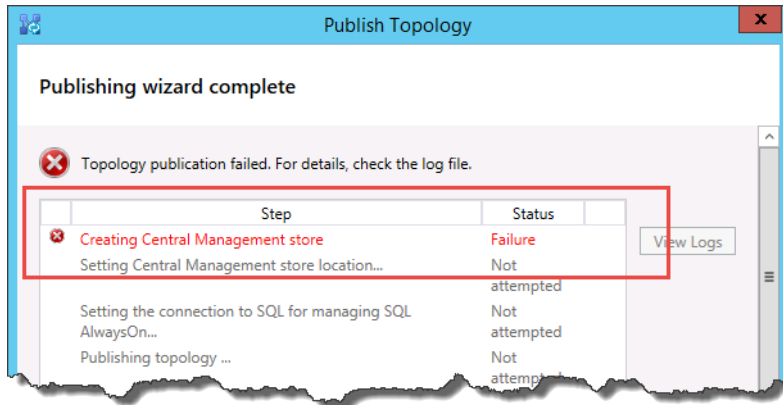 Publish Topology
x
Publishing wizard complete
Topology publication failed. For details, check the log file.
Step Status
Creating Central Management store Failure
Setting Central Management store location... Not
attempted
View Logs
Setting the connection to SQL for managing SQL Not
AlwaysOn... attempted
Publishing topology ... Not
attempted